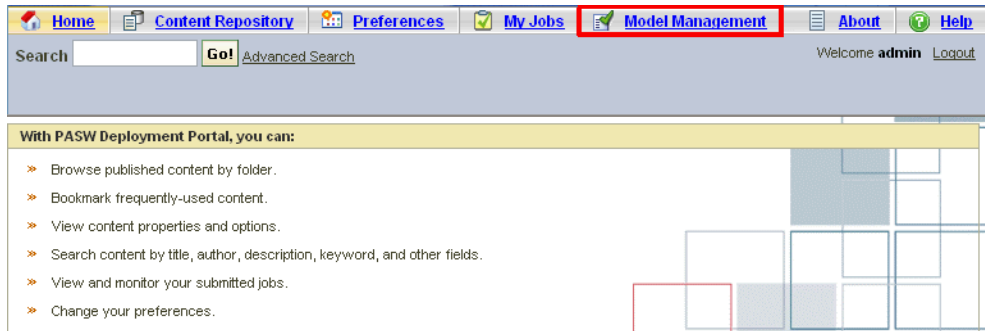 Home Content Repository Preferences My Jobs Model Management About Help
Search Go! Advanced Search Welcome admin Logout
With PASW Deployment Portal, you can:
» Browse published content by folder.
» Bookmark frequently-used content.
» View content properties and options.
» Search content by title, author, description, keyword, and other fields.
» View and monitor your submitted jobs.
» Change your preferences.